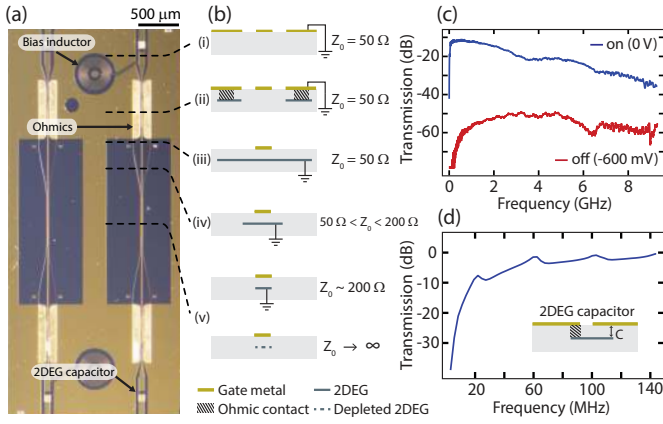 500 µm
(a)
Bias inductor
Ohmics
2DEG capacitor
(b)
(i)
Z₀ = 50 Ω
(ii)
Z₀ = 50 Ω
(iii)
Z₀ = 50 Ω
(iv)
50 Ω < Z₀ < 200 Ω
(v)
Z₀ ~ 200 Ω
Z₀ → ∞
Gate metal
2DEG
Ohmic contact
Depleted 2DEG
(c)
Transmission (dB)
-20
-40
-60
on (0 V)
off (-600 mV)
0
2
4
6
8
Frequency (GHz)
(d)
Transmission (dB)
0
-10
-20
-30
2DEG capacitor
C
20
60
100
140
Frequency (MHz)